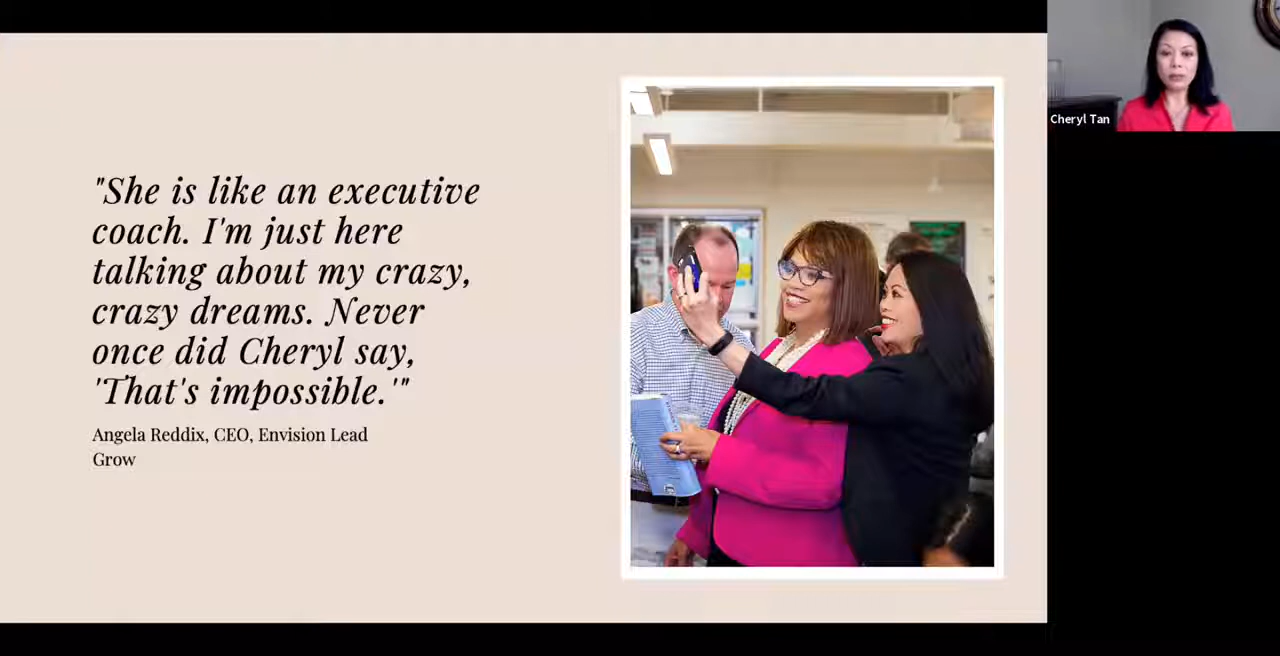 "She is like an executive
coach. I'm just here
talking about my crazy,
crazy dreams. Never
once did Cheryl say,
'That's impossible.'"
Angela Reddix, CEO, Envision Lead
Grow
Cheryl Tan